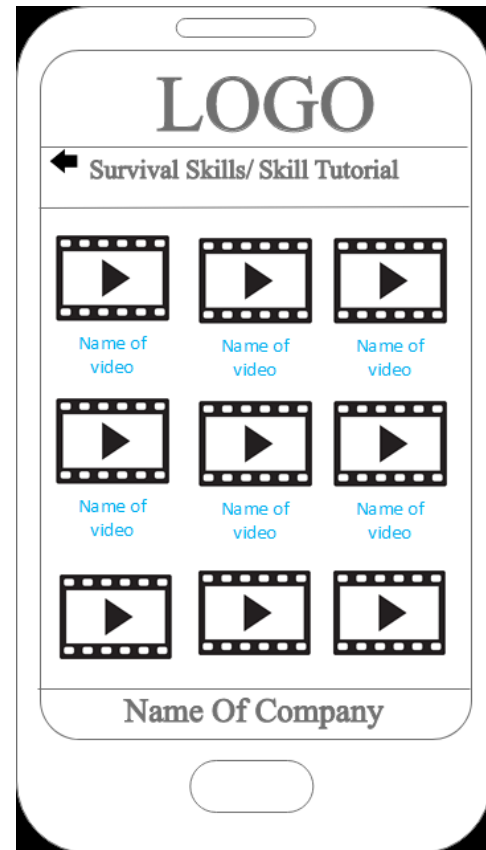 LOGO
Survival Skills/ Skill Tutorial
Name of
video
Name of
video
Name of
video
Name of
video
Name of
video
Name of
video
Name Of Company